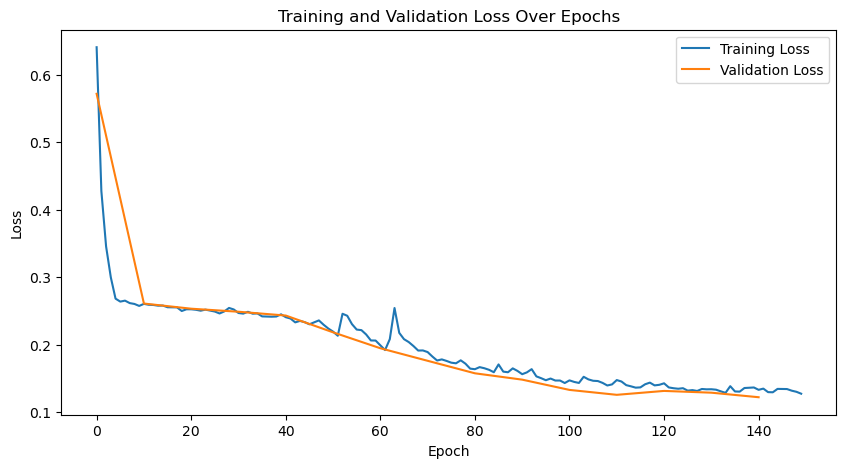 Training and Validation Loss Over Epochs
Training Loss
Validation Loss
0.6
0.5
0.4
0.3
0.2
0.1
Loss
0 20 40 60 80 100 120 140
Epoch